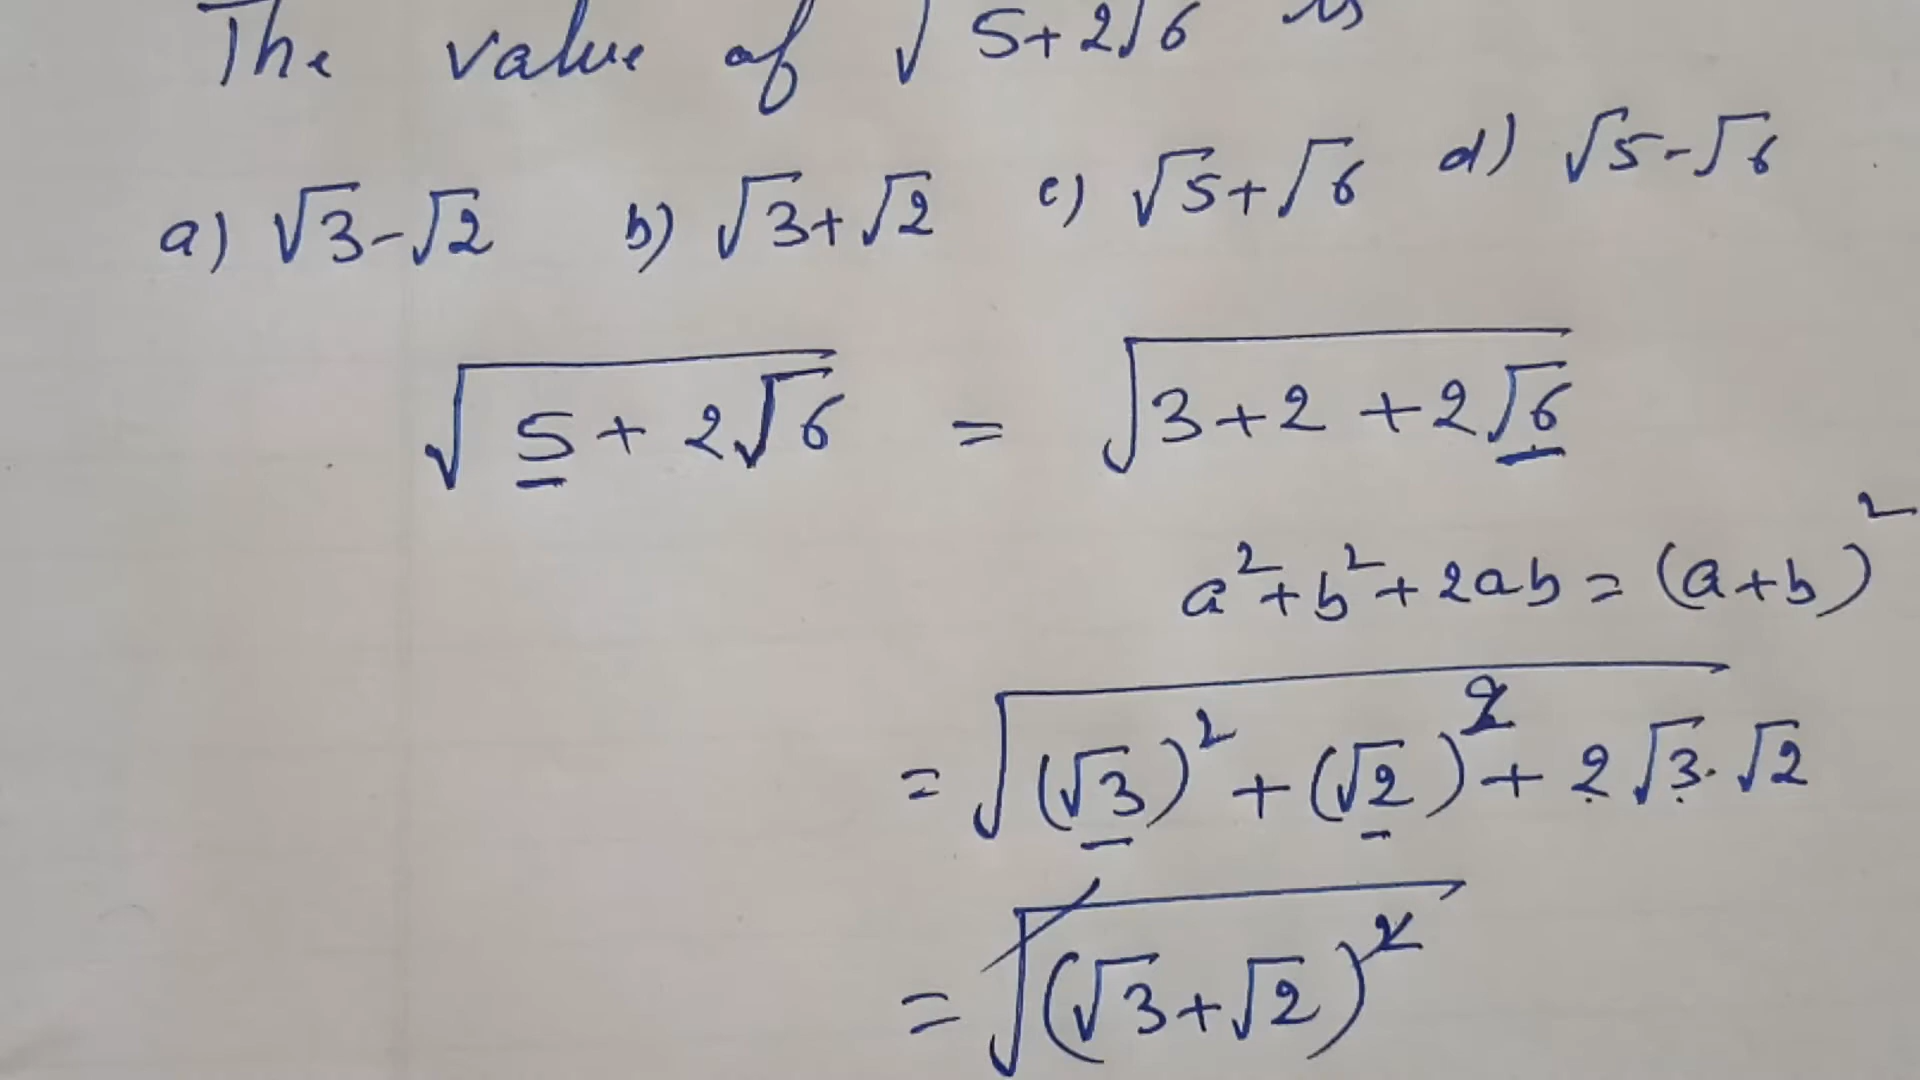 The value of √5+2√6 is
a) √3-√2 b) √3+√2 c) √5+√6 d) √5-√6
√5+2√6 = √3+2+2√6
a²+b²+2ab = (a+b)²
= √(√3)²+(√2)²+2√3.√2
= √(√3+√2)²